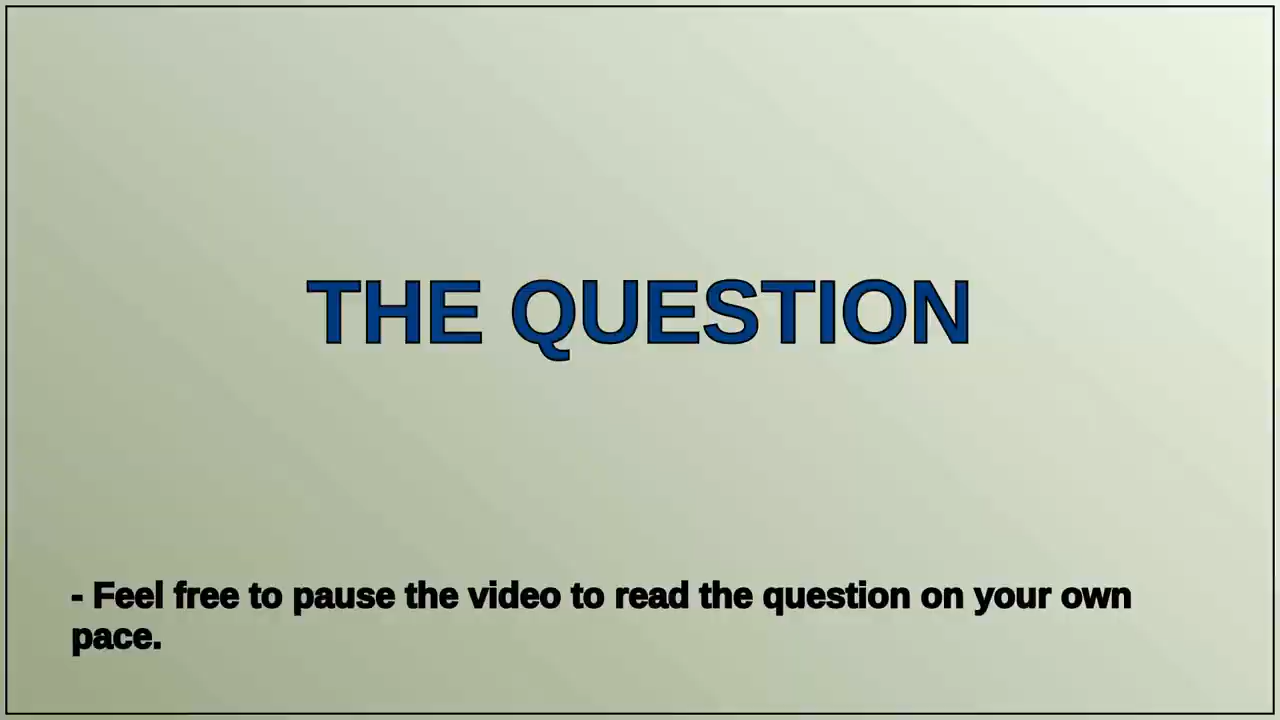 THE QUESTION
- Feel free to pause the video to read the question on your own
pace.